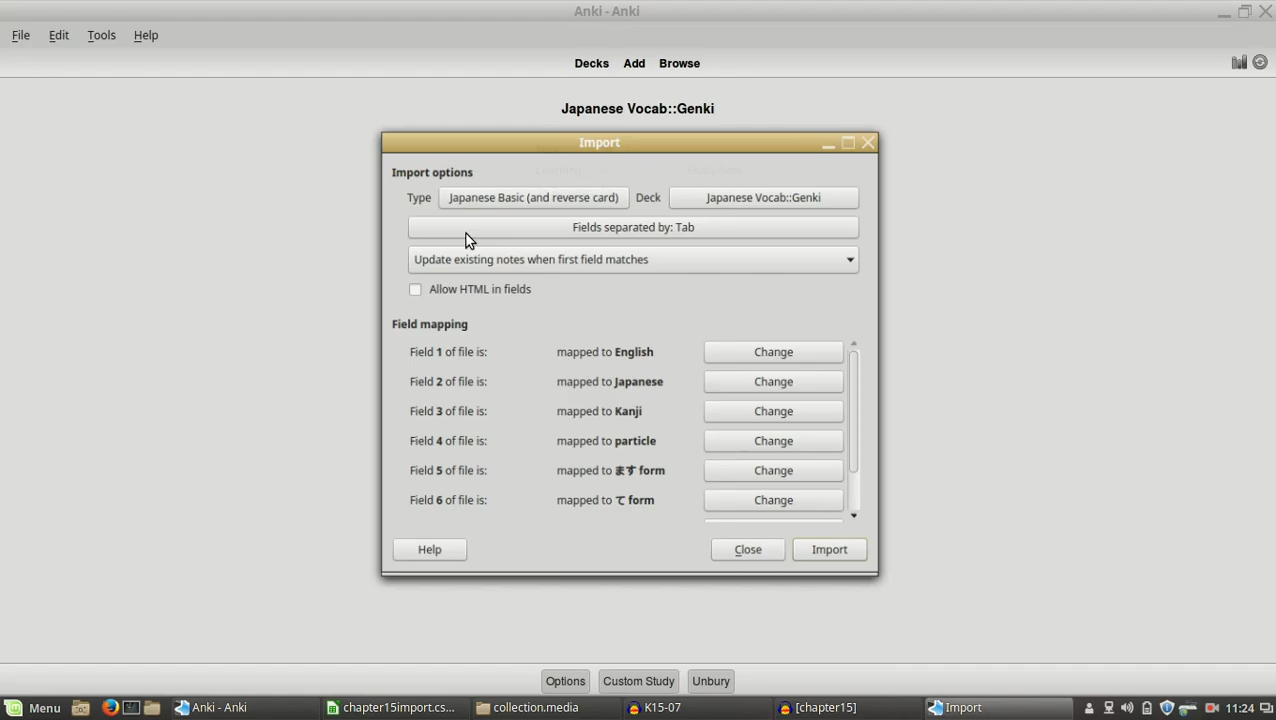 Anki - Anki
File Edit Tools Help
Decks Add Browse
Japanese Vocab::Genki
Import
Import options
Type Japanese Basic (and reverse card) Deck Japanese Vocab::Genki
Fields separated by: Tab
Update existing notes when first field matches
Allow HTML in fields
Field mapping
Field 1 of file is: mapped to English Change
Field 2 of file is: mapped to Japanese Change
Field 3 of file is: mapped to Kanji Change
Field 4 of file is: mapped to particle Change
Field 5 of file is: mapped to ます form Change
Field 6 of file is: mapped to て form Change
Help Close Import
Options Custom Study Unbury
Menu Anki - Anki chapter15import.cs... collection.media K15-07 [chapter15] Import 11:24